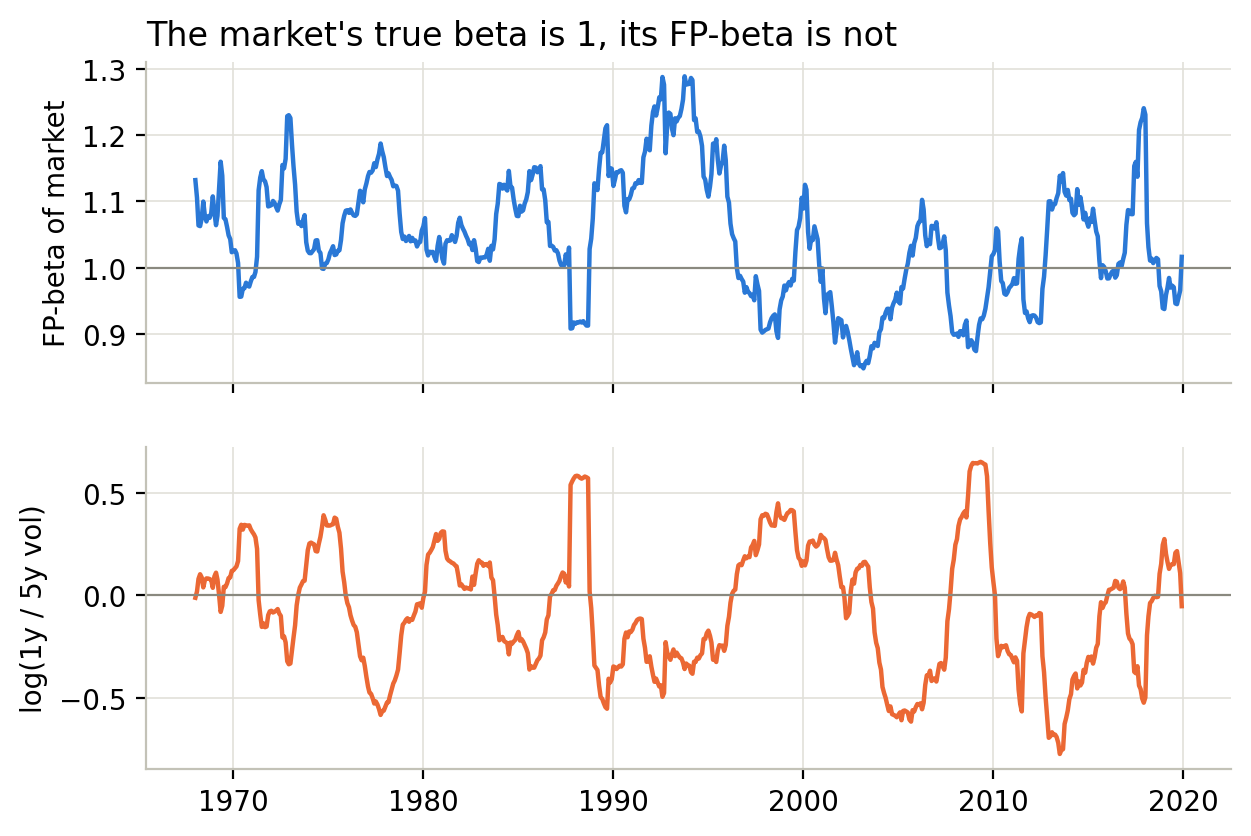 The market's true beta is 1, its FP-beta is not
FP-beta of market
1.3
1.2
1.1
1.0
0.9
log(1y / 5y vol)
0.5
0.0
−0.5
1970 1980 1990 2000 2010 2020